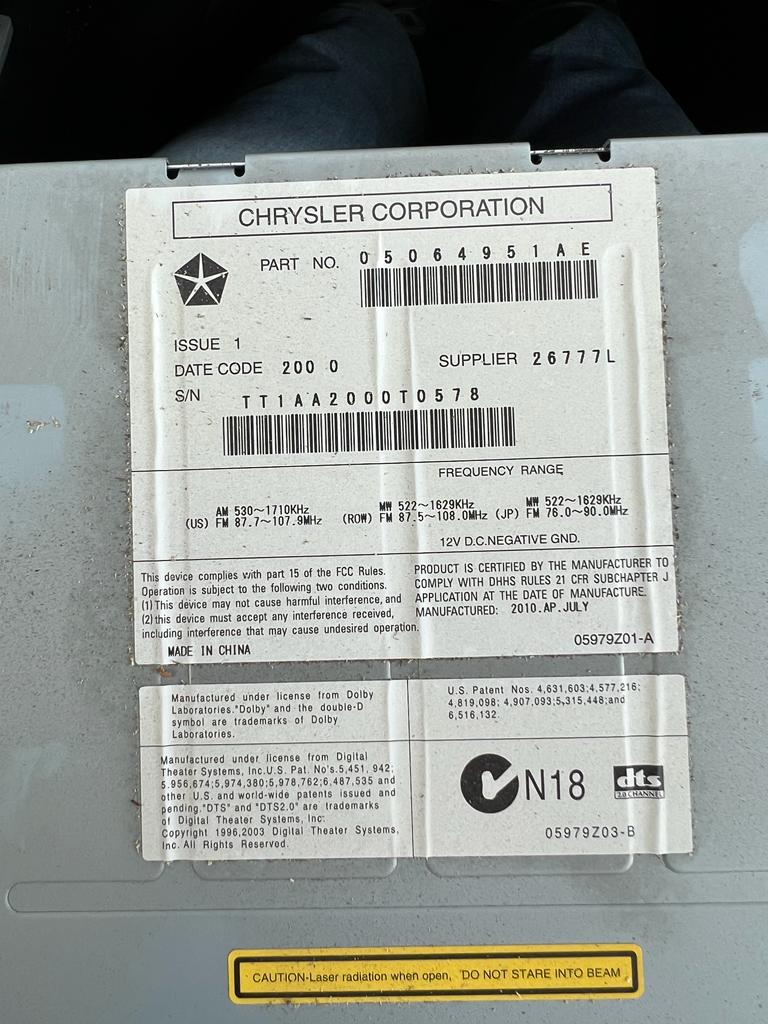 CHRYSLER CORPORATION
PART NO. 05064951AE
ISSUE 1
DATE CODE 200 0 SUPPLIER 26777L
S/N TT1AA2000T0578
FREQUENCY RANGE
AM 530~1710KHz MW 522~1629KHz MW 522~1629KHz
(US) FM 87.7~107.9MHz (ROW) FM 87.5~108.0MHz (JP) FM 76.0~90.0MHz
12V D.C.NEGATIVE GND.
This device complies with part 15 of the FCC Rules.
Operation is subject to the following two conditions.
(1)This device may not cause harmful interference, and
(2)this device must accept any interference received,
including interference that may cause undesired operation.
MADE IN CHINA
PRODUCT IS CERTIFIED BY THE MANUFACTURER TO
COMPLY WITH DHHS RULES 21 CFR SUBCHAPTER J
APPLICATION AT THE DATE OF MANUFACTURE.
MANUFACTURED: 2010.AP.JULY
05979Z01-A
Manufactured under license from Dolby
Laboratories."Dolby" and the double-D
symbol are trademarks of Dolby
Laboratories.
U.S. Patent Nos. 4,631,603;4,577,216;
4,819,098; 4,907,093;5,315,448;and
6,516,132.
Manufactured under license from Digital
Theater Systems, Inc.U.S. Pat. No's.5,451, 942;
5.956,674;5,974,380;5,978,762;6,487,535 and
other U.S. and world-wide patents issued and
pending."DTS" and "DTS2.0" are trademarks
of Digital Theater Systems, Inc.
Copyright 1996,2003 Digital Theater Systems,
Inc. All Rights Reserved.
N18
dts
2.0 CHANNEL
05979Z03-B
CAUTION-Laser radiation when open, DO NOT STARE INTO BEAM